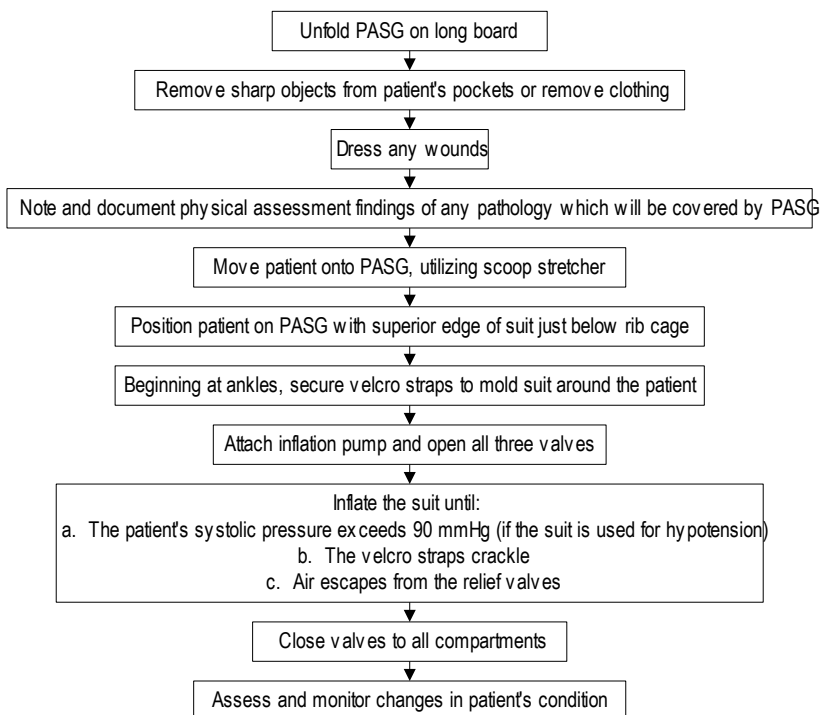 Unfold PASG on long board
Remove sharp objects from patient's pockets or remove clothing
Dress any wounds
Note and document physical assessment findings of any pathology which will be covered by PASG
Move patient onto PASG, utilizing scoop stretcher
Position patient on PASG with superior edge of suit just below rib cage
Beginning at ankles, secure velcro straps to mold suit around the patient
Attach inflation pump and open all three valves
Inflate the suit until:
a. The patient's systolic pressure exceeds 90 mmHg (if the suit is used for hypotension)
b. The velcro straps crackle
c. Air escapes from the relief valves
Close valves to all compartments
Assess and monitor changes in patient's condition